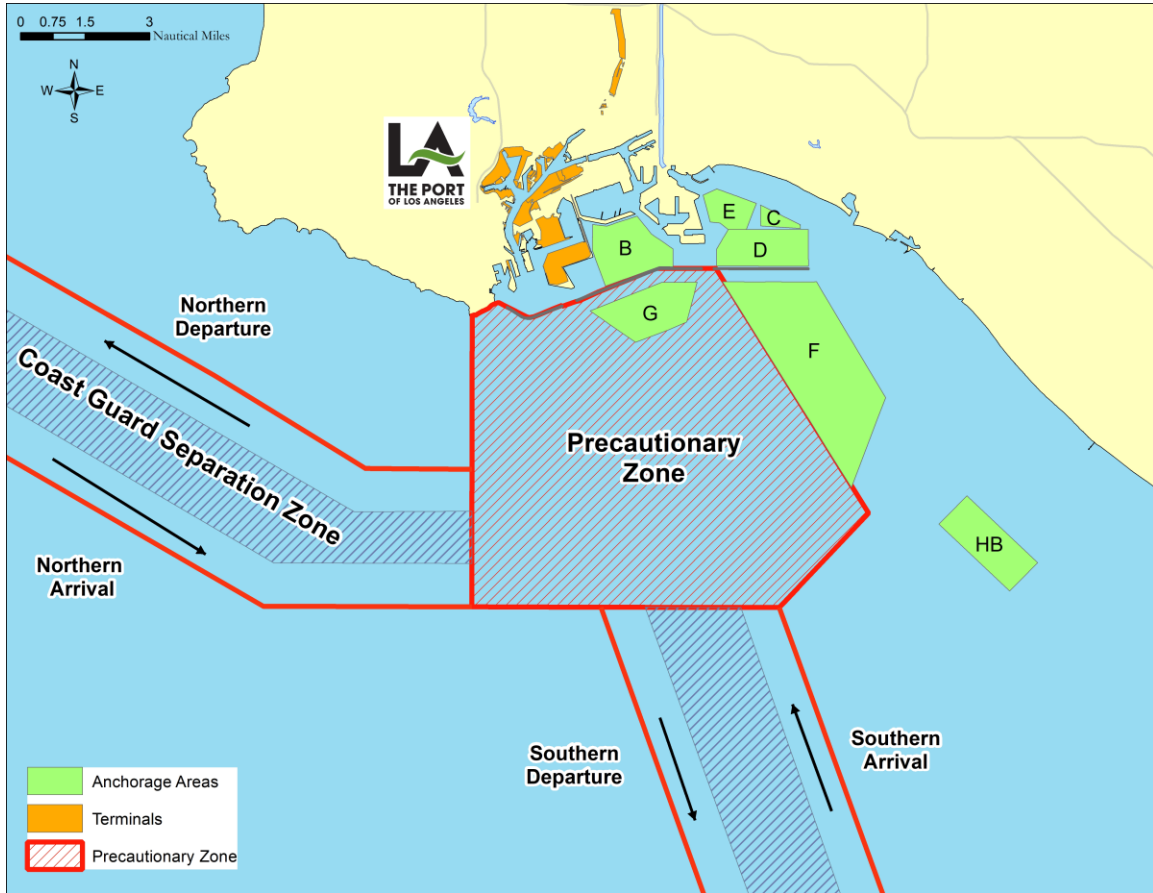 0 0.75 1.5 3
Nautical Miles
N
W E
S
LA
THE PORT
OF LOS ANGELES
E
C
B
D
G
F
Northern
Departure
Coast Guard Separation Zone
Precautionary
Zone
HB
Northern
Arrival
Southern
Departure
Southern
Arrival
Anchorage Areas
Terminals
Precautionary Zone